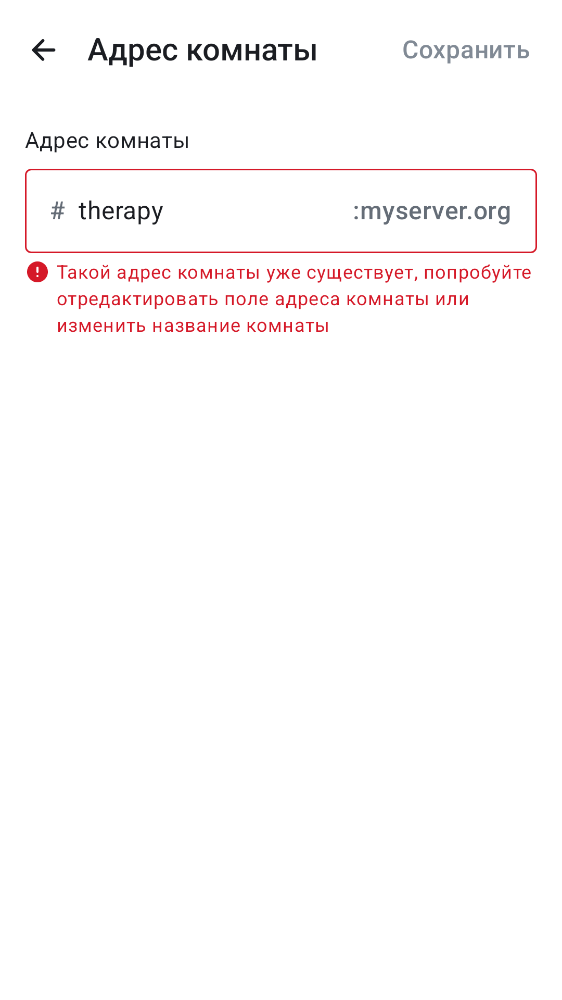 Адрес комнаты
Сохранить
Адрес комнаты
# therapy :myserver.org
Такой адрес комнаты уже существует, попробуйте
отредактировать поле адреса комнаты или
изменить название комнаты